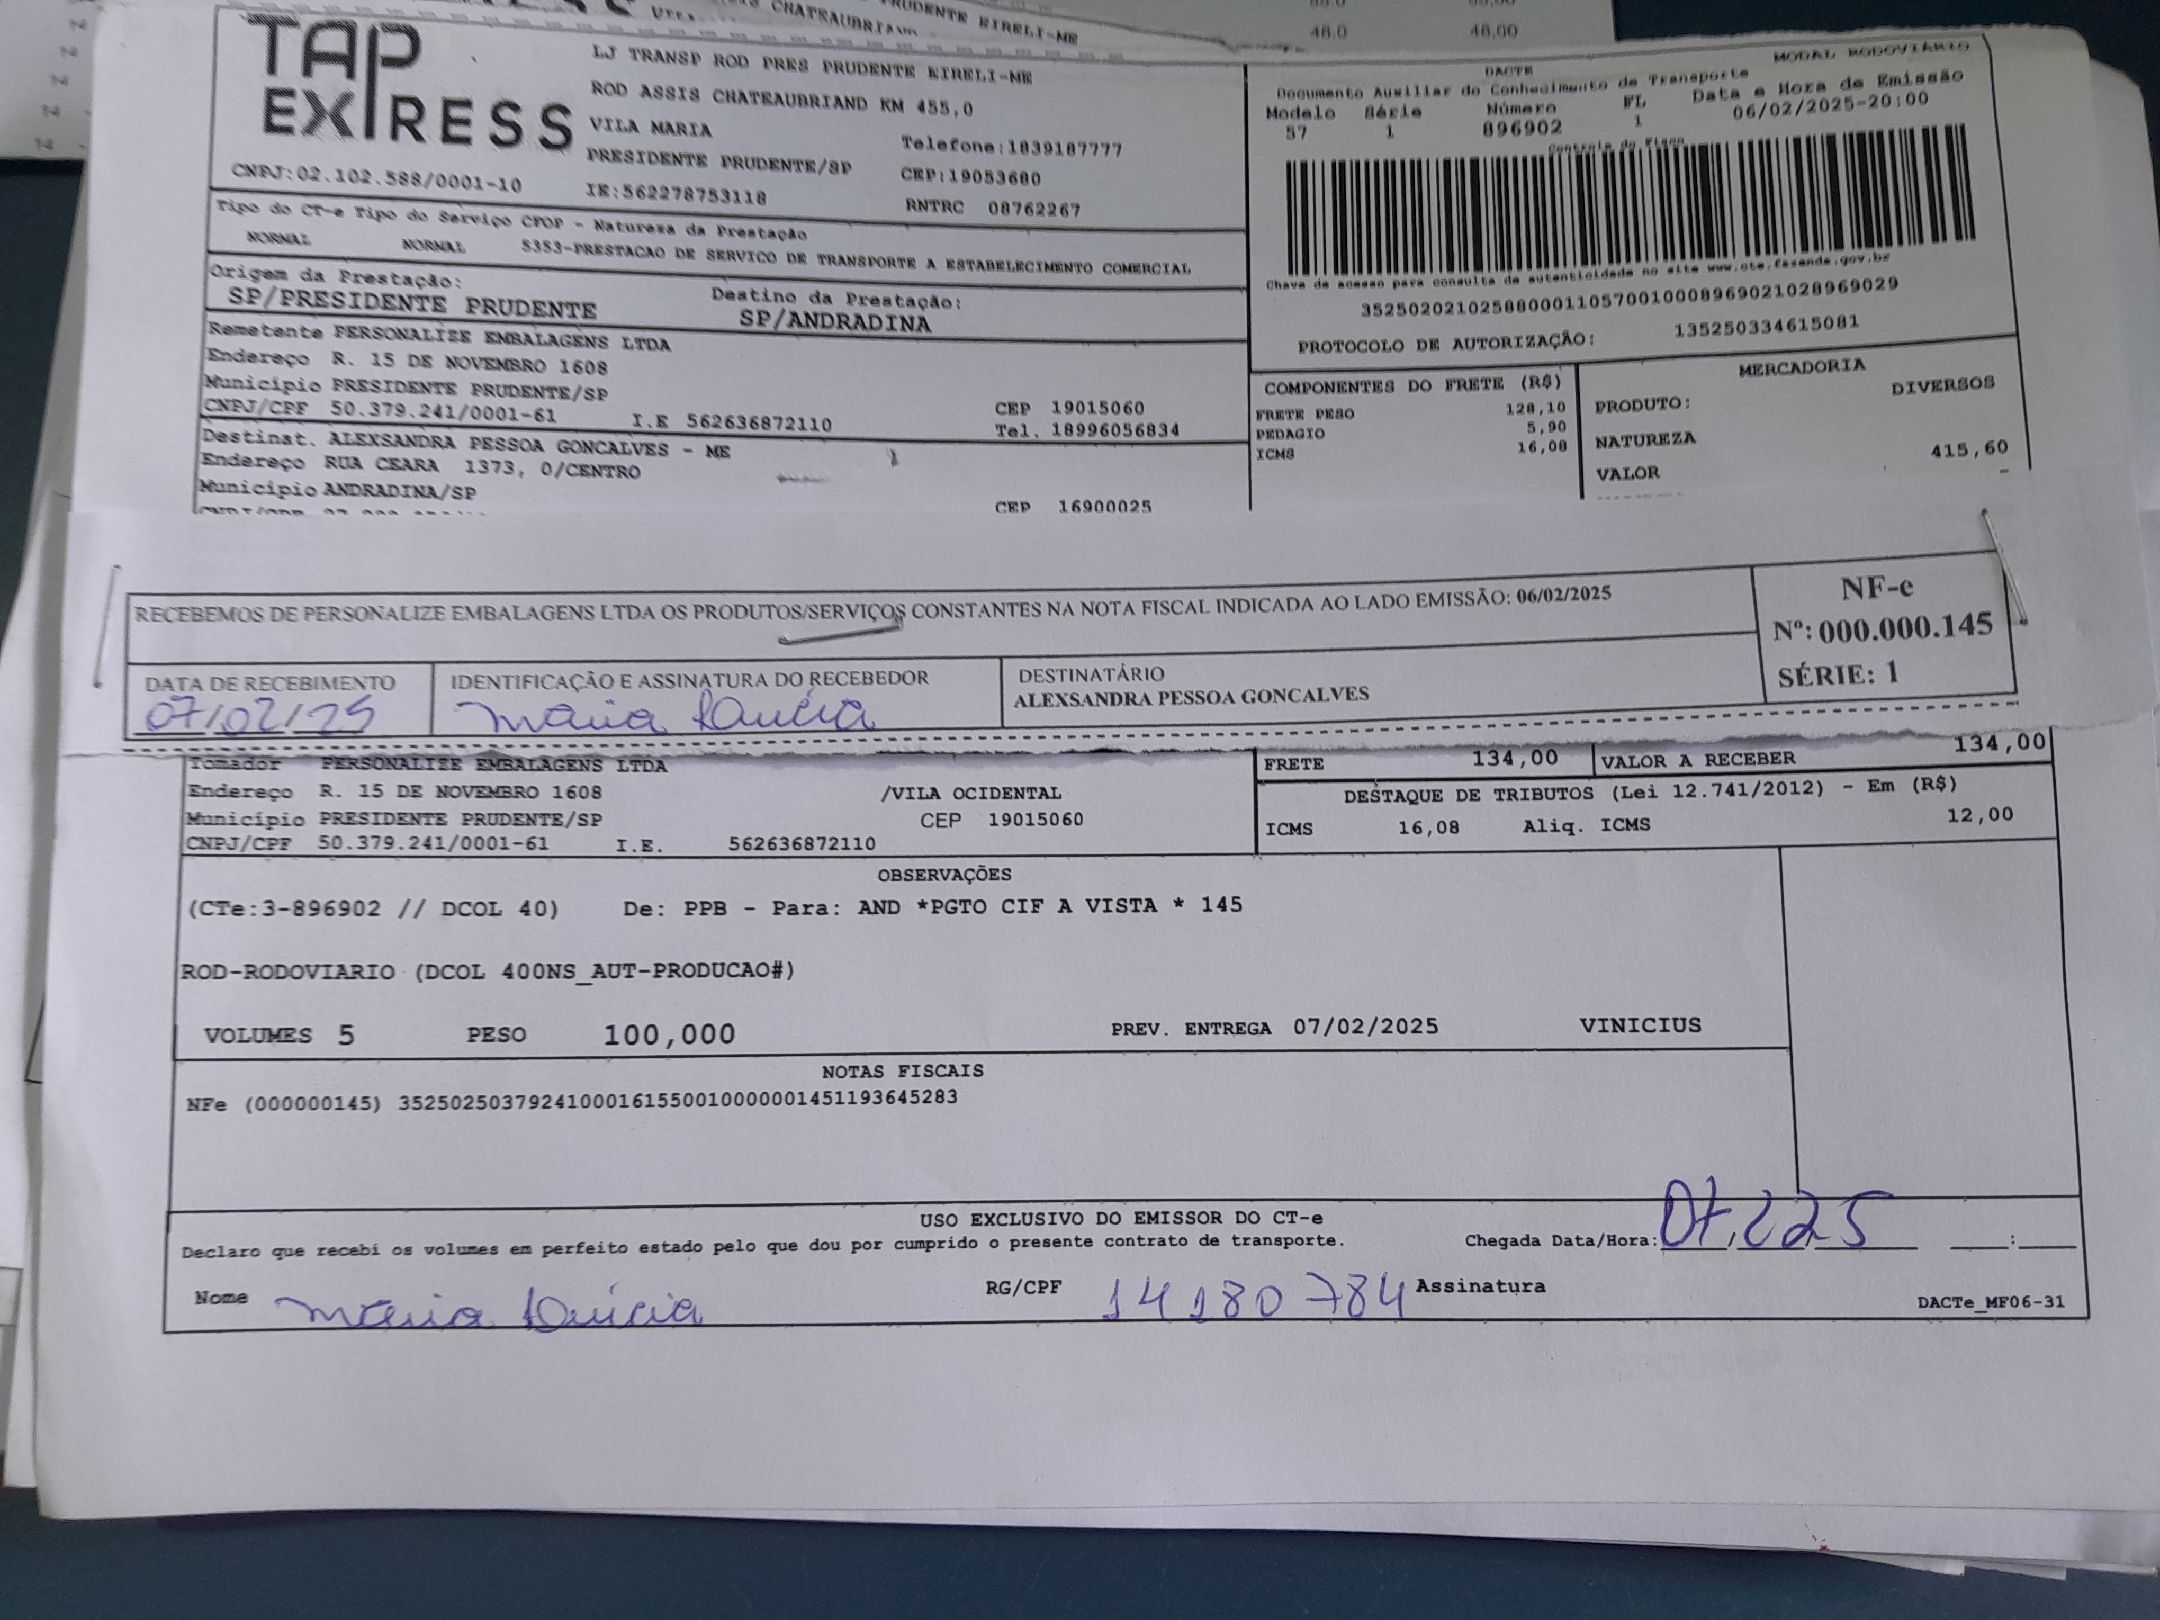 CHATEAUBRIAND
PRUDENTE EIRELI-ME
48.0 48,00
TAP EXPRESS
LJ TRANSP ROD PRES PRUDENTE EIRELI-ME
ROD ASSIS CHATEAUBRIAND KM 455,0
VILA MARIA
Telefone:1839187777
PRESIDENTE PRUDENTE/SP
CEP:19053680
CNPJ:02.102.588/0001-10
IE:562278753118
RNTRC 08762267
MODAL RODOVIÁRIO
DACTE
Documento Auxiliar do Conhecimento de Transporte
Modelo Série Número FL Data e Hora de Emissão
57 1 896902 1 06/02/2025-20:00
Controle do Fisco
Chave de acesso para consulta de autenticidade no site www.cte.fazenda.gov.br
35250202102588000110570010008969021028969029
PROTOCOLO DE AUTORIZAÇÃO: 135250334615081
Tipo do CT-e Tipo do Serviço CFOP - Natureza da Prestação
NORMAL NORMAL 5353-PRESTACAO DE SERVICO DE TRANSPORTE A ESTABELECIMENTO COMERCIAL
Origem da Prestação: Destino da Prestação:
SP/PRESIDENTE PRUDENTE SP/ANDRADINA
Remetente PERSONALIZE EMBALAGENS LTDA
Endereço R. 15 DE NOVEMBRO 1608
Município PRESIDENTE PRUDENTE/SP
CEP 19015060
CNPJ/CPF 50.379.241/0001-61 I.E 562636872110
Tel. 18996056834
Destinat. ALEXSANDRA PESSOA GONCALVES - ME
Endereço RUA CEARA 1373, 0/CENTRO
Município ANDRADINA/SP
CEP 16900025
COMPONENTES DO FRETE (R$)
FRETE PESO 128,10
PEDAGIO 5,90
ICMS 16,08
MERCADORIA
PRODUTO: DIVERSOS
NATUREZA
VALOR 415,60
RECEBEMOS DE PERSONALIZE EMBALAGENS LTDA OS PRODUTOS/SERVIÇOS CONSTANTES NA NOTA FISCAL INDICADA AO LADO EMISSÃO: 06/02/2025
NF-e
Nº: 000.000.145
SÉRIE: 1
DATA DE RECEBIMENTO
07/02/25
IDENTIFICAÇÃO E ASSINATURA DO RECEBEDOR
Maria Lúcia
DESTINATÁRIO
ALEXSANDRA PESSOA GONCALVES
Tomador PERSONALIZE EMBALAGENS LTDA
Endereço R. 15 DE NOVEMBRO 1608 /VILA OCIDENTAL
Município PRESIDENTE PRUDENTE/SP CEP 19015060
CNPJ/CPF 50.379.241/0001-61 I.E. 562636872110
FRETE 134,00 VALOR A RECEBER 134,00
DESTAQUE DE TRIBUTOS (Lei 12.741/2012) - Em (R$)
ICMS 16,08 Aliq. ICMS 12,00
OBSERVAÇÕES
(CTe:3-896902 // DCOL 40) De: PPB - Para: AND *PGTO CIF A VISTA * 145
ROD-RODOVIARIO (DCOL 400NS_AUT-PRODUCAO#)
VOLUMES 5 PESO 100,000 PREV. ENTREGA 07/02/2025 VINICIUS
NOTAS FISCAIS
NFe (000000145) 35250250379241000161550010000001451193645283
USO EXCLUSIVO DO EMISSOR DO CT-e
Declaro que recebi os volumes em perfeito estado pelo que dou por cumprido o presente contrato de transporte.
Chegada Data/Hora: 07,2,25 :
Nome Maria Lúcia RG/CPF 14180784 Assinatura
DACTe_MF06-31